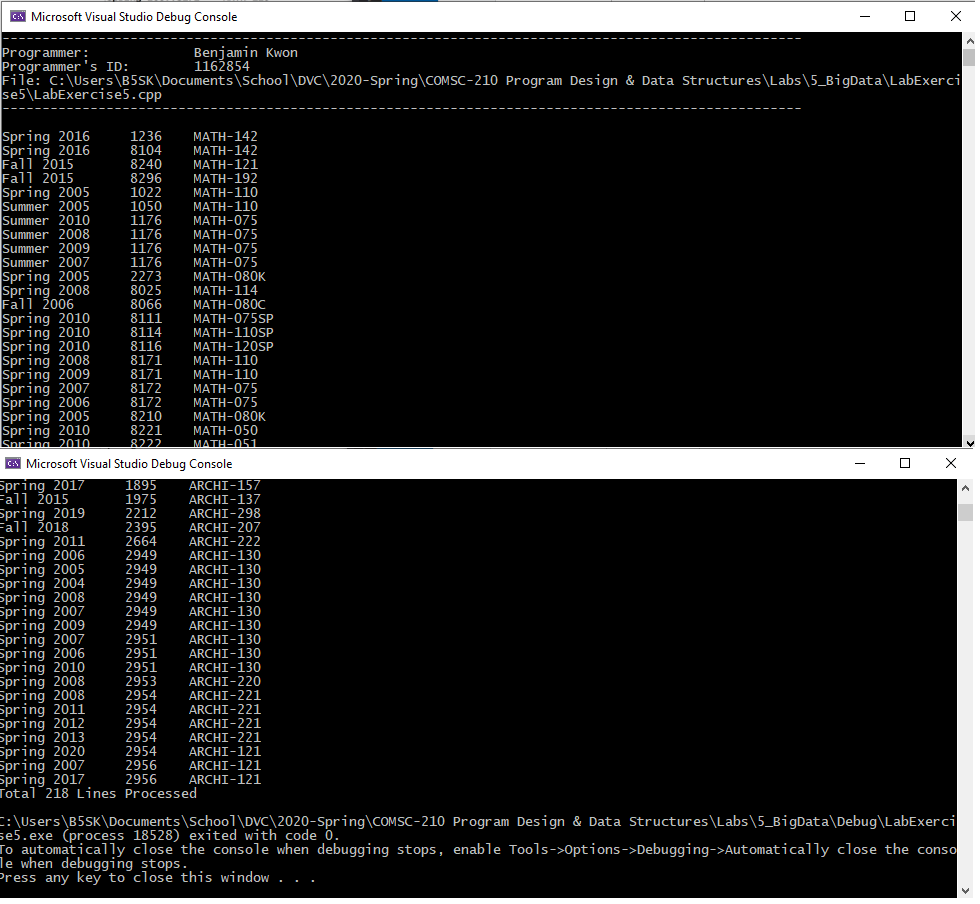 Microsoft Visual Studio Debug Console
--------------------------------------------------------------------------------------------------
Programmer:             Benjamin Kwon
Programmer's ID:        1162854
File: C:\Users\B5SK\Documents\School\DVC\2020-Spring\COMSC-210 Program Design & Data Structures\Labs\5_BigData\LabExerci
se5\LabExercise5.cpp
--------------------------------------------------------------------------------------------------
Spring 2016     1236    MATH-142
Spring 2016     8104    MATH-142
Fall 2015       8240    MATH-121
Fall 2015       8296    MATH-192
Spring 2005     1022    MATH-110
Summer 2005     1050    MATH-110
Summer 2010     1176    MATH-075
Summer 2008     1176    MATH-075
Summer 2009     1176    MATH-075
Summer 2007     1176    MATH-075
Spring 2005     2273    MATH-080K
Spring 2008     8025    MATH-114
Fall 2006       8066    MATH-080C
Spring 2010     8111    MATH-075SP
Spring 2010     8114    MATH-110SP
Spring 2010     8116    MATH-120SP
Spring 2008     8171    MATH-110
Spring 2009     8171    MATH-110
Spring 2007     8172    MATH-075
Spring 2006     8172    MATH-075
Spring 2005     8210    MATH-080K
Spring 2010     8221    MATH-050
Spring 2010     8222    MATH-051
Microsoft Visual Studio Debug Console
Spring 2017     1895    ARCHI-157
Fall 2015       1975    ARCHI-137
Spring 2019     2212    ARCHI-298
Fall 2018       2395    ARCHI-207
Spring 2011     2664    ARCHI-222
Spring 2006     2949    ARCHI-130
Spring 2005     2949    ARCHI-130
Spring 2004     2949    ARCHI-130
Spring 2008     2949    ARCHI-130
Spring 2007     2949    ARCHI-130
Spring 2009     2949    ARCHI-130
Spring 2007     2951    ARCHI-130
Spring 2006     2951    ARCHI-130
Spring 2010     2951    ARCHI-130
Spring 2008     2953    ARCHI-220
Spring 2008     2954    ARCHI-221
Spring 2011     2954    ARCHI-221
Spring 2012     2954    ARCHI-221
Spring 2013     2954    ARCHI-221
Spring 2020     2954    ARCHI-121
Spring 2007     2956    ARCHI-121
Spring 2017     2956    ARCHI-121
Total 218 Lines Processed
C:\Users\B5SK\Documents\School\DVC\2020-Spring\COMSC-210 Program Design & Data Structures\Labs\5_BigData\Debug\LabExerci
se5.exe (process 18528) exited with code 0.
To automatically close the console when debugging stops, enable Tools->Options->Debugging->Automatically close the conso
le when debugging stops.
Press any key to close this window . . .